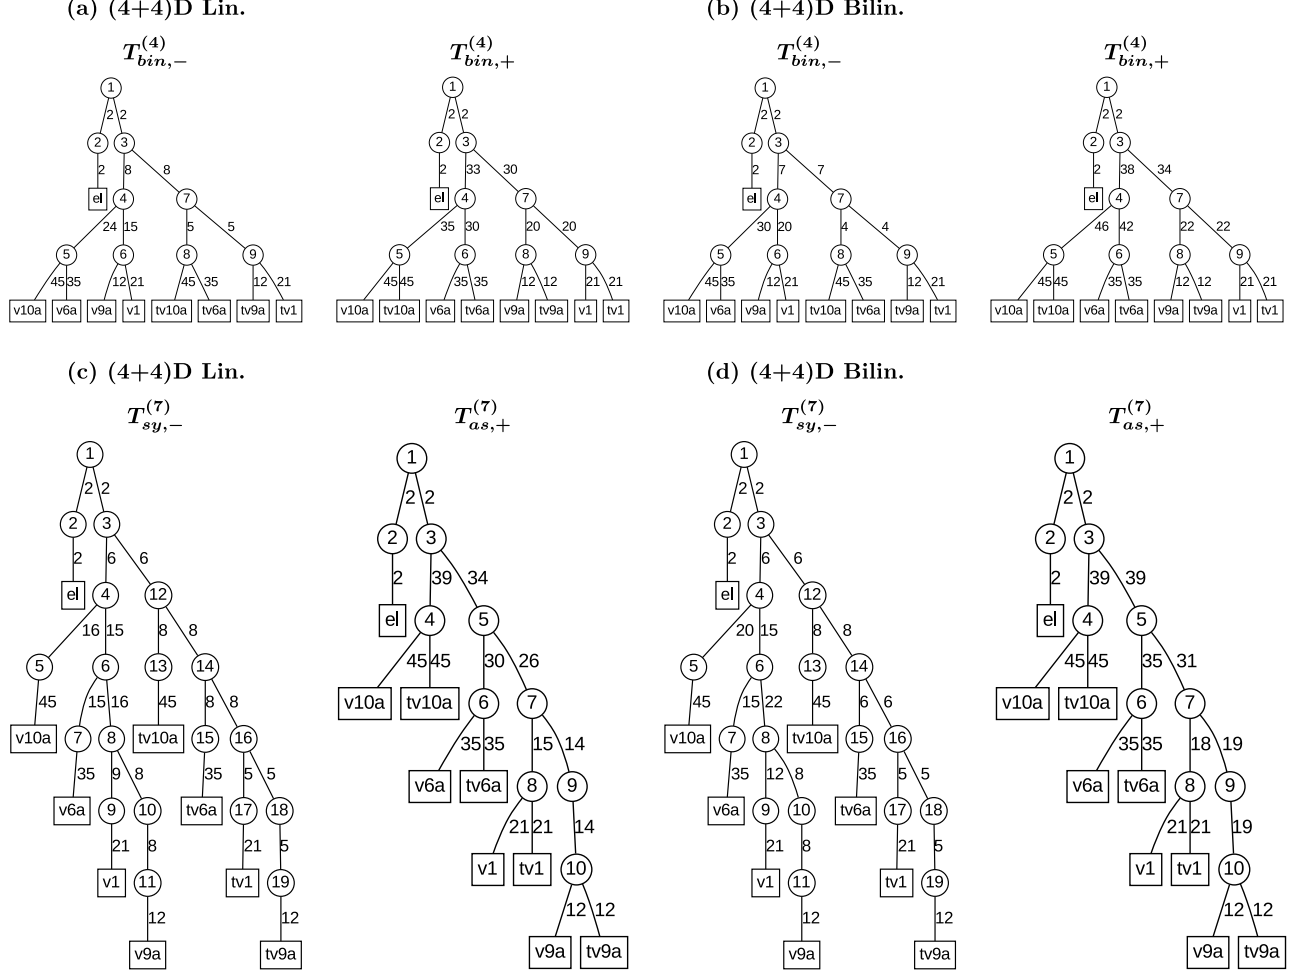 (a) (4+4)D Lin.
(b) (4+4)D Bilin.
T^{(4)}_{bin,-}
T^{(4)}_{bin,+}
T^{(4)}_{bin,-}
T^{(4)}_{bin,+}
1 1 1 1
2 2 2 2 2 2 2 2
2 3 2 3 2 3 2 3
2 8 8 2 33 30 2 7 7 2 38 34
el 4 7 el 4 7 el 4 7 el 4 7
24 15 5 5 35 30 20 20 30 20 4 4 46 42 22 22
5 6 8 9 5 6 8 9 5 6 8 9 5 6 8 9
45 35 12 21 45 35 12 21 45 45 35 35 12 12 21 21 45 35 12 21 45 35 12 21 45 45 35 35 12 12 21 21
v10a v6a v9a v1 tv10a tv6a tv9a tv1 v10a tv10a v6a tv6a v9a tv9a v1 tv1 v10a v6a v9a v1 tv10a tv6a tv9a tv1 v10a tv10a v6a tv6a v9a tv9a v1 tv1
(c) (4+4)D Lin.
(d) (4+4)D Bilin.
T^{(7)}_{sy,-}
T^{(7)}_{as,+}
T^{(7)}_{sy,-}
T^{(7)}_{as,+}
1
2 2
2 3
2 6 6
el 4 12
16 15 8 8
5 6 13 14
45 15 16 45 8 8
v10a 7 8 tv10a 15 16
35 9 8 35 5 5
v6a 9 10 tv6a 17 18
21 8 21 5
v1 11 tv1 19
12 12
v9a tv9a
1
2 2
2 3
2 39 34
el 4 5
45 45 30 26
v10a tv10a 6 7
35 35 15 14
v6a tv6a 8 9
21 21 14
v1 tv1 10
12 12
v9a tv9a
1
2 2
2 3
2 6 6
el 4 12
20 15 8 8
5 6 13 14
45 15 22 45 6 6
v10a 7 8 tv10a 15 16
35 12 8 35 5 5
v6a 9 10 tv6a 17 18
21 8 21 5
v1 11 tv1 19
12 12
v9a tv9a
1
2 2
2 3
2 39 39
el 4 5
45 45 35 31
v10a tv10a 6 7
35 35 18 19
v6a tv6a 8 9
21 21 19
v1 tv1 10
12 12
v9a tv9a